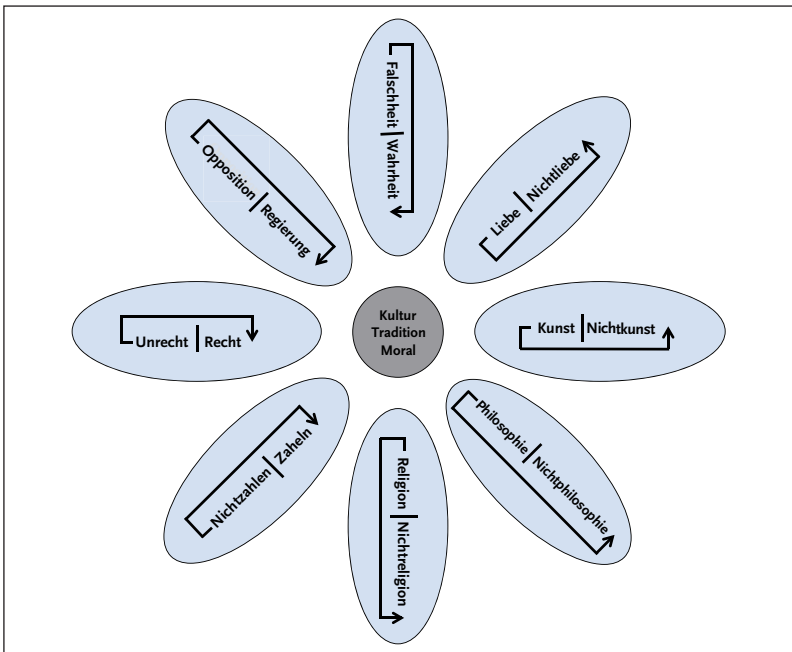 Falschheit | Wahrheit
Opposition | Regierung
Liebe | Nichtliebe
Unrecht | Recht
Kultur
Tradition
Moral
Kunst | Nichtkunst
Nichtzahlen | Zaheln
Religion | Nichtreligion
Philosophie | Nichtphilosophie